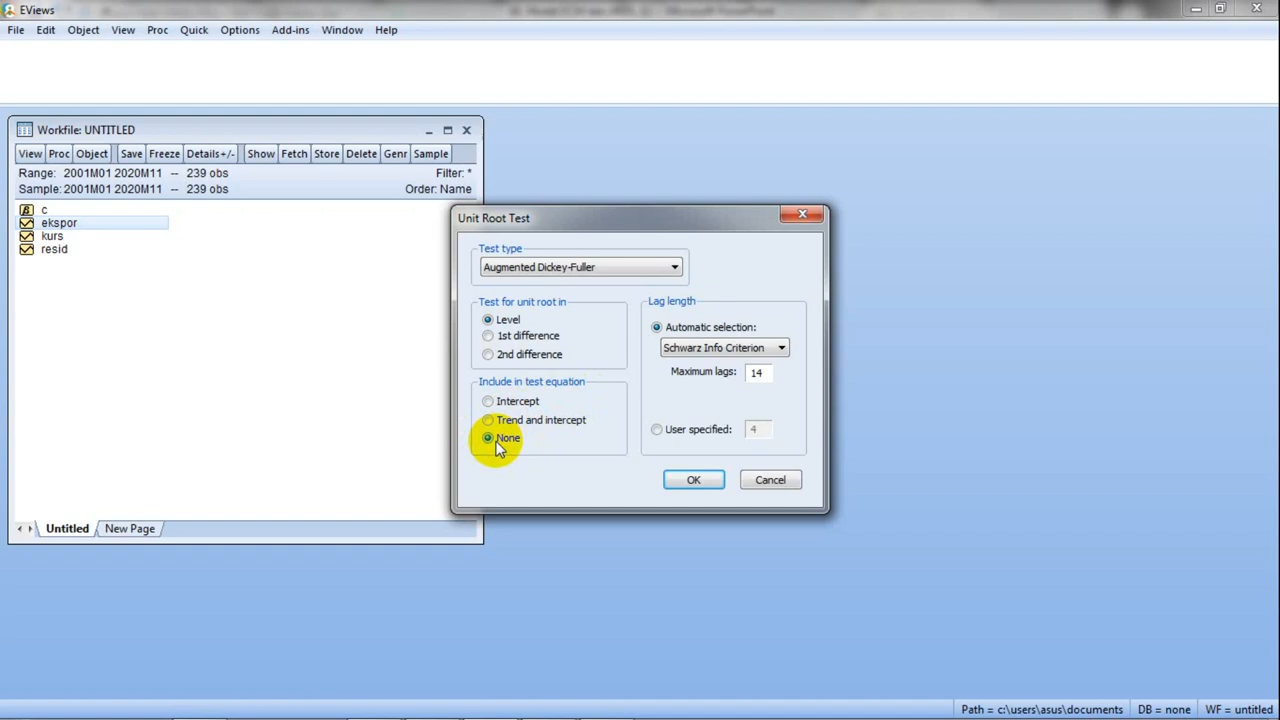 EViews
File Edit Object View Proc Quick Options Add-ins Window Help
Workfile: UNTITLED
View Proc Object Save Freeze Details+/- Show Fetch Store Delete Genr Sample
Range: 2001M01 2020M11 -- 239 obs Filter: *
Sample: 2001M01 2020M11 -- 239 obs Order: Name
c
ekspor
kurs
resid
Untitled New Page
Unit Root Test
Test type
Augmented Dickey-Fuller
Test for unit root in
Level
1st difference
2nd difference
Include in test equation
Intercept
Trend and intercept
None
Lag length
Automatic selection:
Schwarz Info Criterion
Maximum lags: 14
User specified: 4
OK Cancel
Path = c:\users\asus\documents DB = none WF = untitled